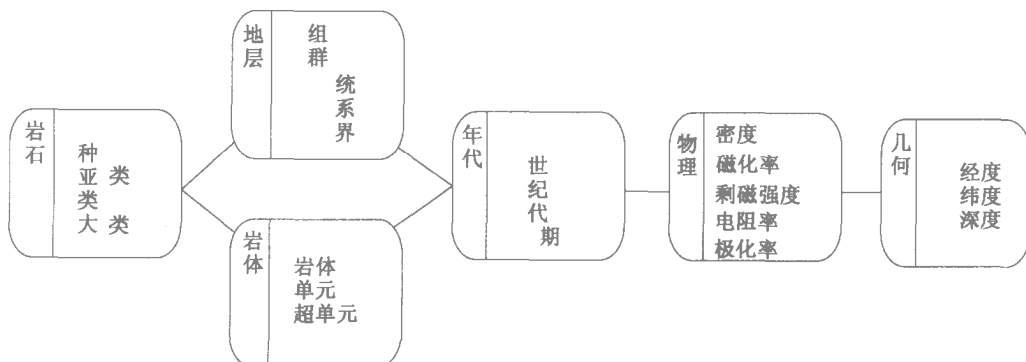 岩石
种
亚 类
类
大 类
地层
组
群
统
系
界
岩体
岩体
单元
超单元
年代
世
纪
代
期
物理
密度
磁化率
剩磁强度
电阻率
极化率
几何
经度
纬度
深度